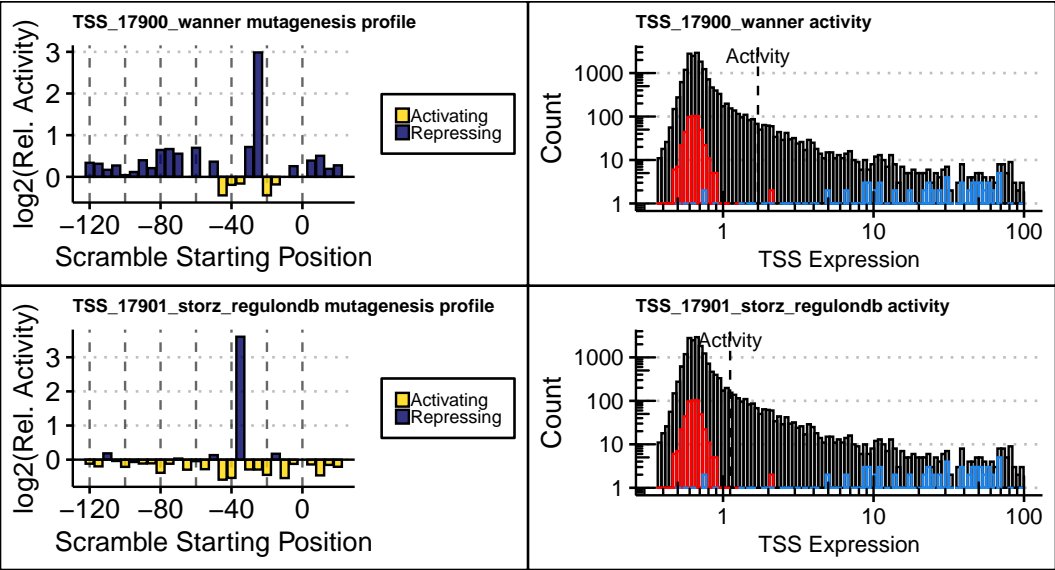 TSS_17900_wanner mutagenesis profile
log2(Rel. Activity)
3
2
1
0
−120
−80
−40
0
Scramble Starting Position
Activating
Repressing
TSS_17900_wanner activity
Activity
Count
1000
100
10
1
1
10
100
TSS Expression
TSS_17901_storz_regulondb mutagenesis profile
log2(Rel. Activity)
3
2
1
0
−120
−80
−40
0
Scramble Starting Position
Activating
Repressing
TSS_17901_storz_regulondb activity
Activity
Count
1000
100
10
1
1
10
100
TSS Expression